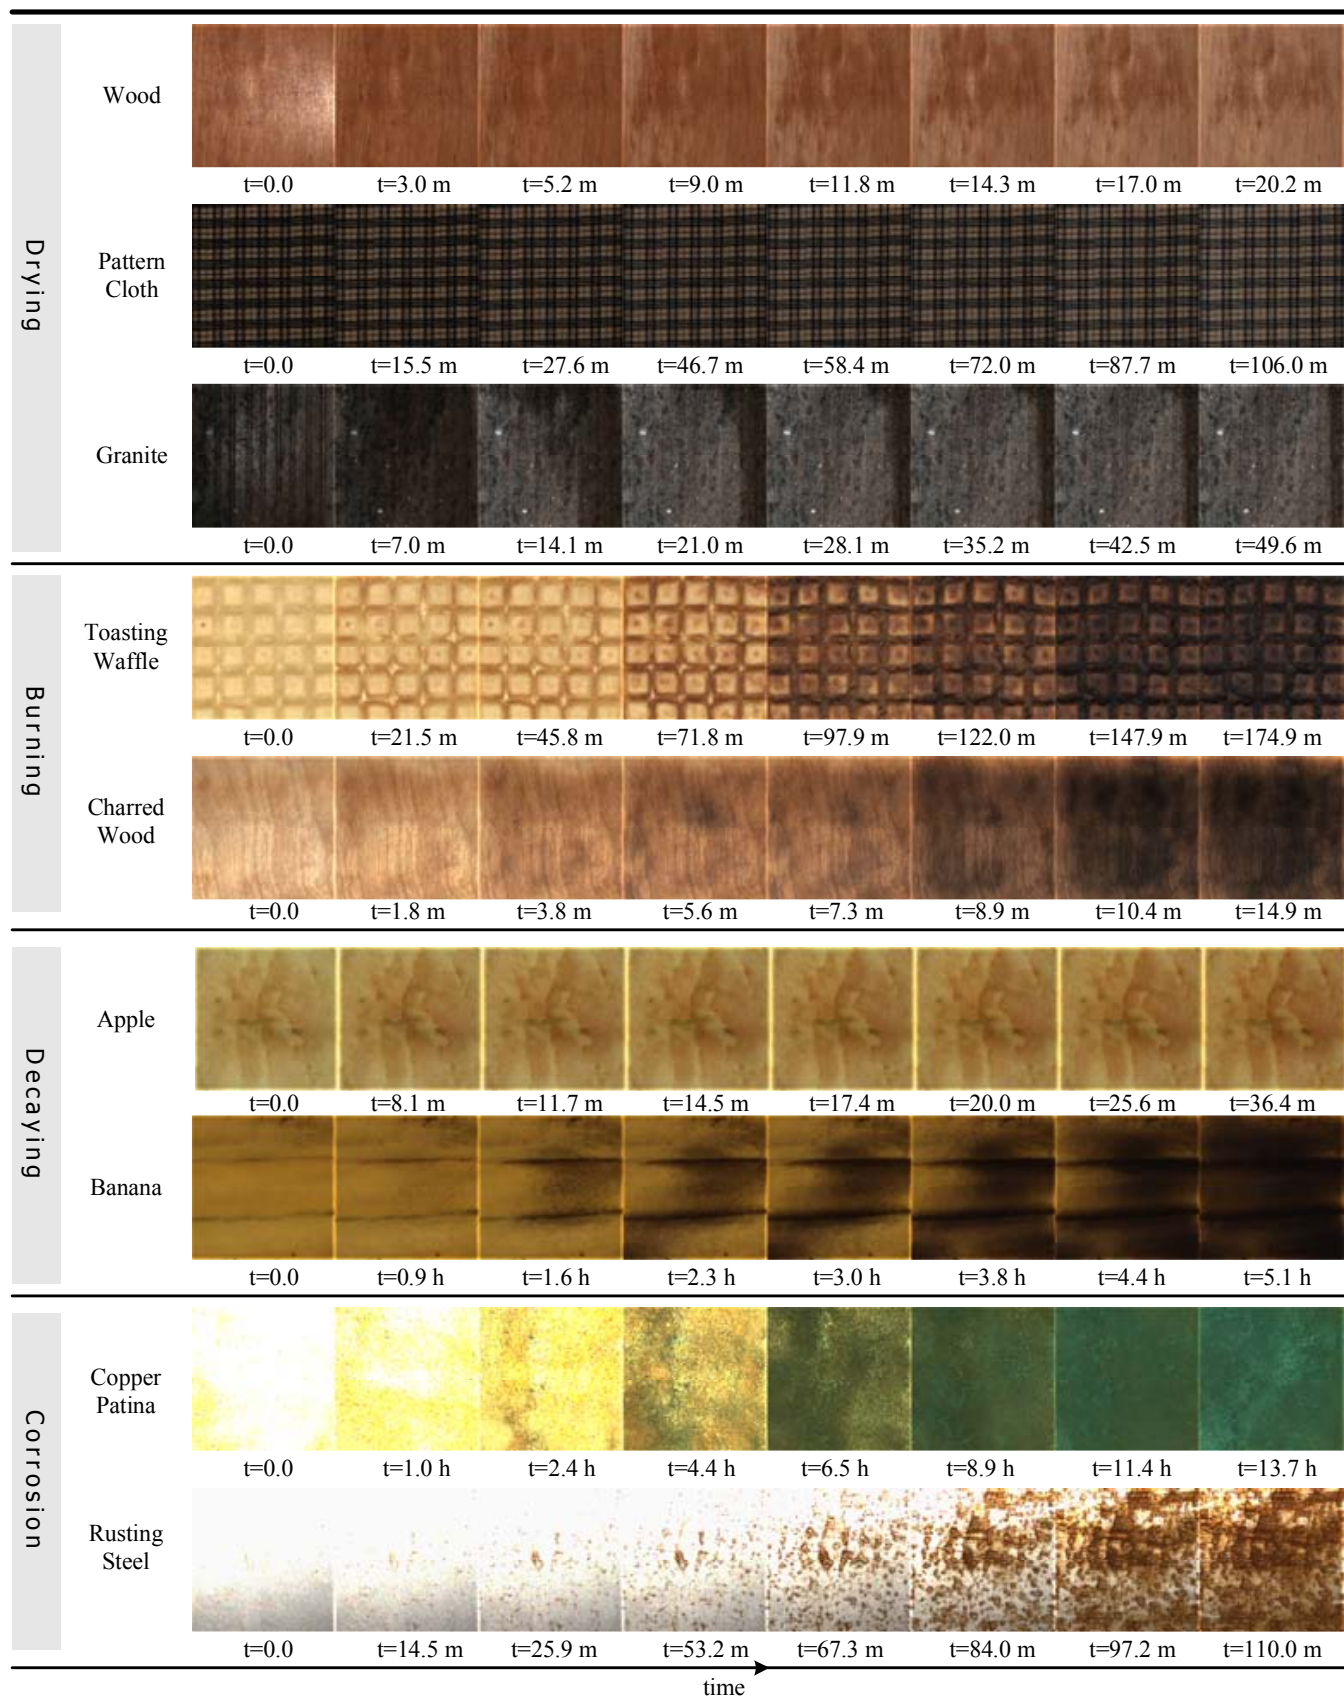 Drying
Wood
t=0.0 t=3.0 m t=5.2 m t=9.0 m t=11.8 m t=14.3 m t=17.0 m t=20.2 m
Pattern
Cloth
t=0.0 t=15.5 m t=27.6 m t=46.7 m t=58.4 m t=72.0 m t=87.7 m t=106.0 m
Granite
t=0.0 t=7.0 m t=14.1 m t=21.0 m t=28.1 m t=35.2 m t=42.5 m t=49.6 m
Burning
Toasting
Waffle
t=0.0 t=21.5 m t=45.8 m t=71.8 m t=97.9 m t=122.0 m t=147.9 m t=174.9 m
Charred
Wood
t=0.0 t=1.8 m t=3.8 m t=5.6 m t=7.3 m t=8.9 m t=10.4 m t=14.9 m
Decaying
Apple
t=0.0 t=8.1 m t=11.7 m t=14.5 m t=17.4 m t=20.0 m t=25.6 m t=36.4 m
Banana
t=0.0 t=0.9 h t=1.6 h t=2.3 h t=3.0 h t=3.8 h t=4.4 h t=5.1 h
Corrosion
Copper
Patina
t=0.0 t=1.0 h t=2.4 h t=4.4 h t=6.5 h t=8.9 h t=11.4 h t=13.7 h
Rusting
Steel
t=0.0 t=14.5 m t=25.9 m t=53.2 m t=67.3 m t=84.0 m t=97.2 m t=110.0 m
time